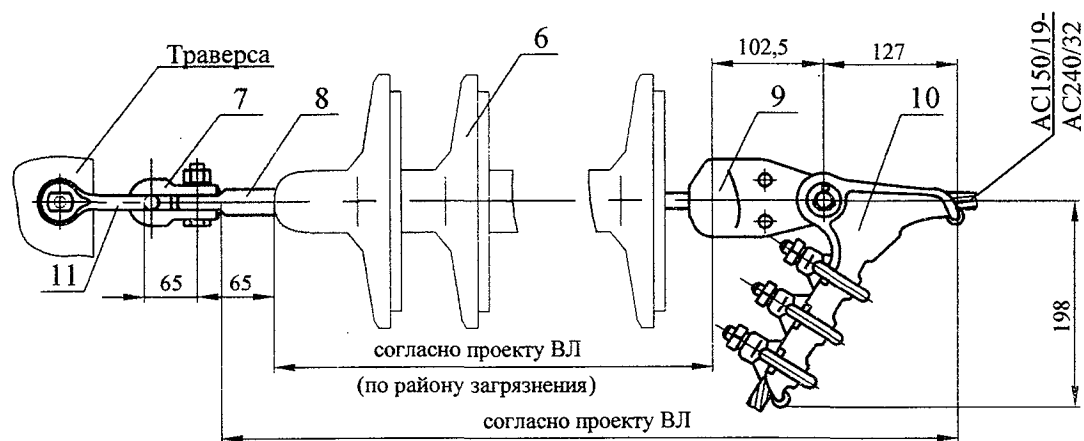 Траверса
7
8
6
102,5
127
9
10
АС150/19-
АС240/32
11
65
65
198
согласно проекту ВЛ
(по району загрязнения)
согласно проекту ВЛ